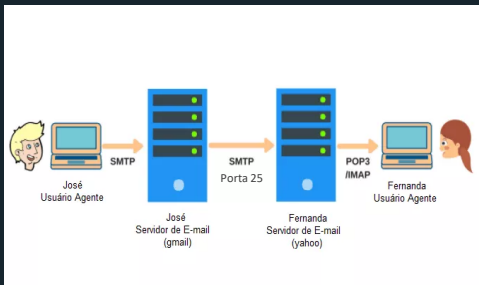 SMTP
SMTP
Porta 25
POP3
/IMAP
José
Usuário Agente
Fernanda
Usuário Agente
José
Servidor de E-mail
(gmail)
Fernanda
Servidor de E-mail
(yahoo)